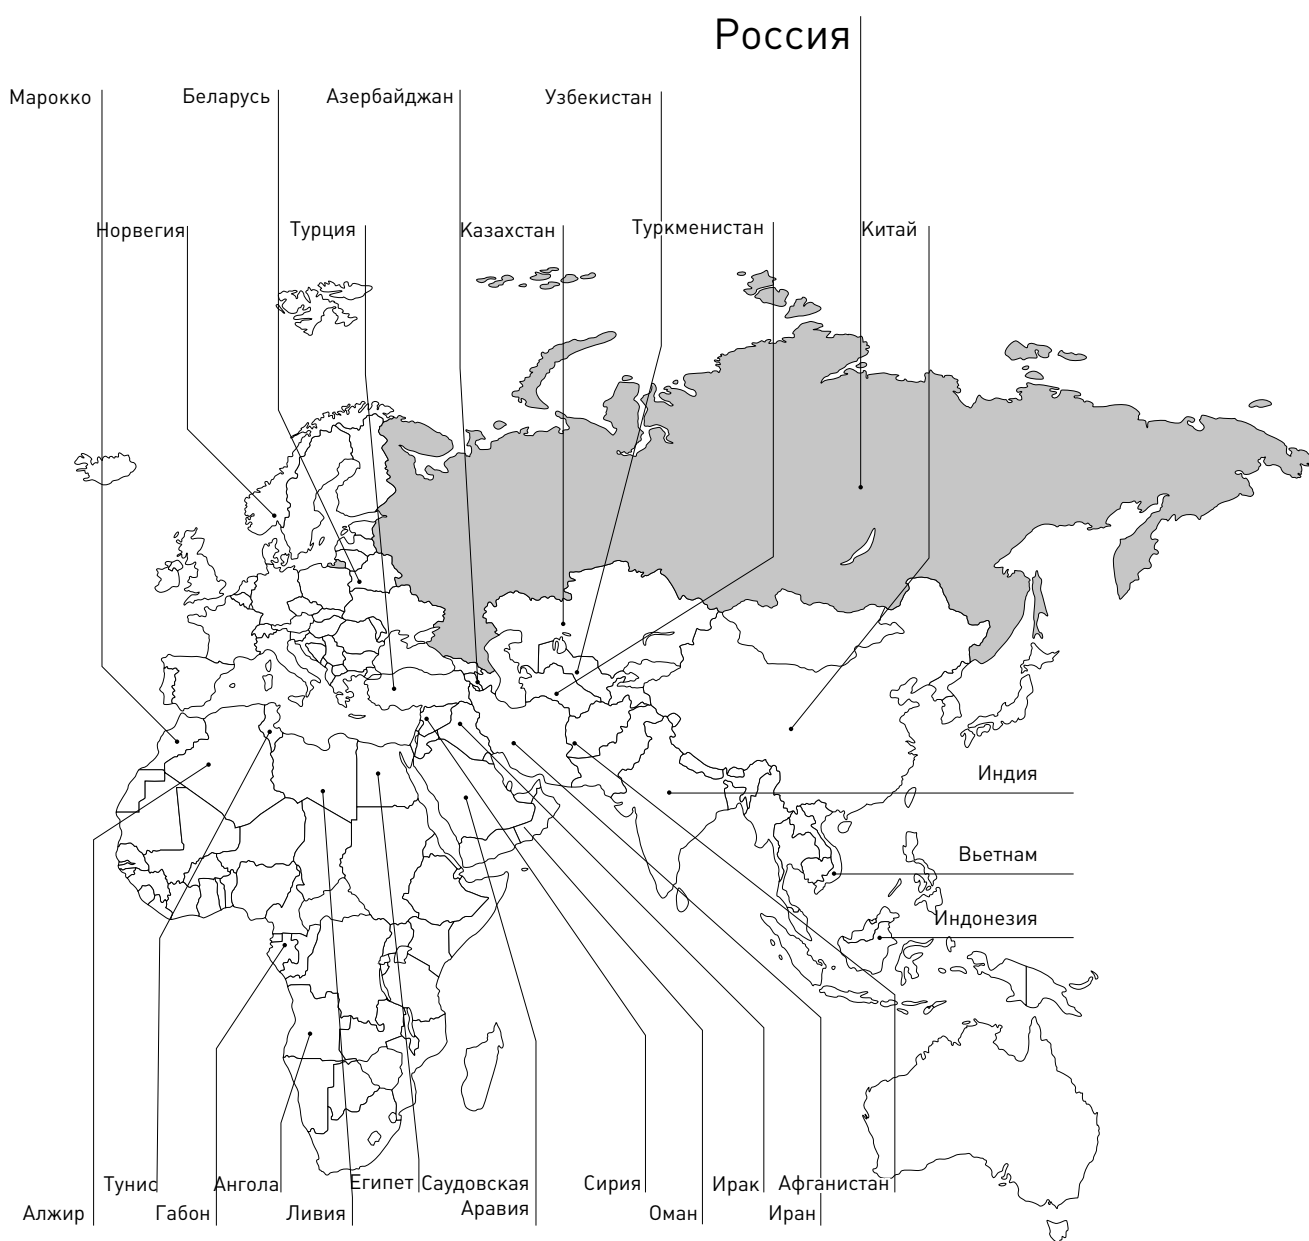 Россия
Марокко
Беларусь
Азербайджан
Узбекистан
Норвегия
Турция
Казахстан
Туркменистан
Китай
Индия
Вьетнам
Индонезия
Тунис
Ангола
Египет
Саудовская
Аравия
Сирия
Ирак
Афганистан
Алжир
Габон
Ливия
Оман
Иран